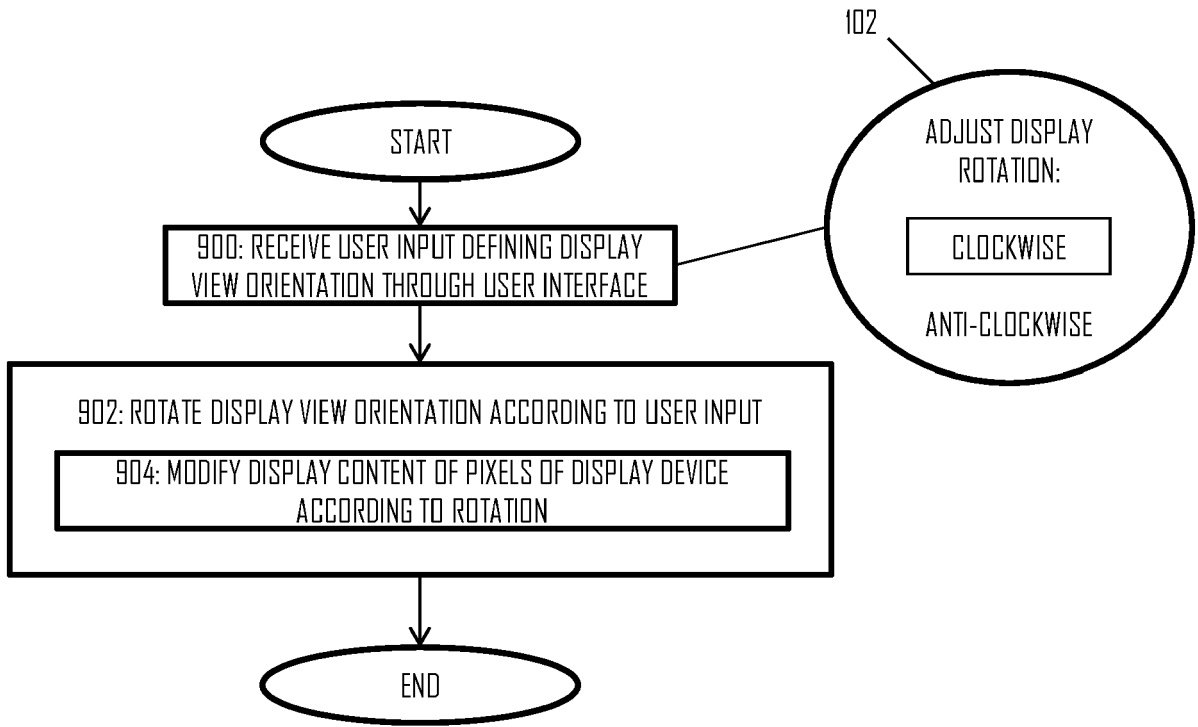 102
START
ADJUST DISPLAY
ROTATION:
900: RECEIVE USER INPUT DEFINING DISPLAY
VIEW ORIENTATION THROUGH USER INTERFACE
CLOCKWISE
ANTI-CLOCKWISE
902: ROTATE DISPLAY VIEW ORIENTATION ACCORDING TO USER INPUT
904: MODIFY DISPLAY CONTENT OF PIXELS OF DISPLAY DEVICE
ACCORDING TO ROTATION
END